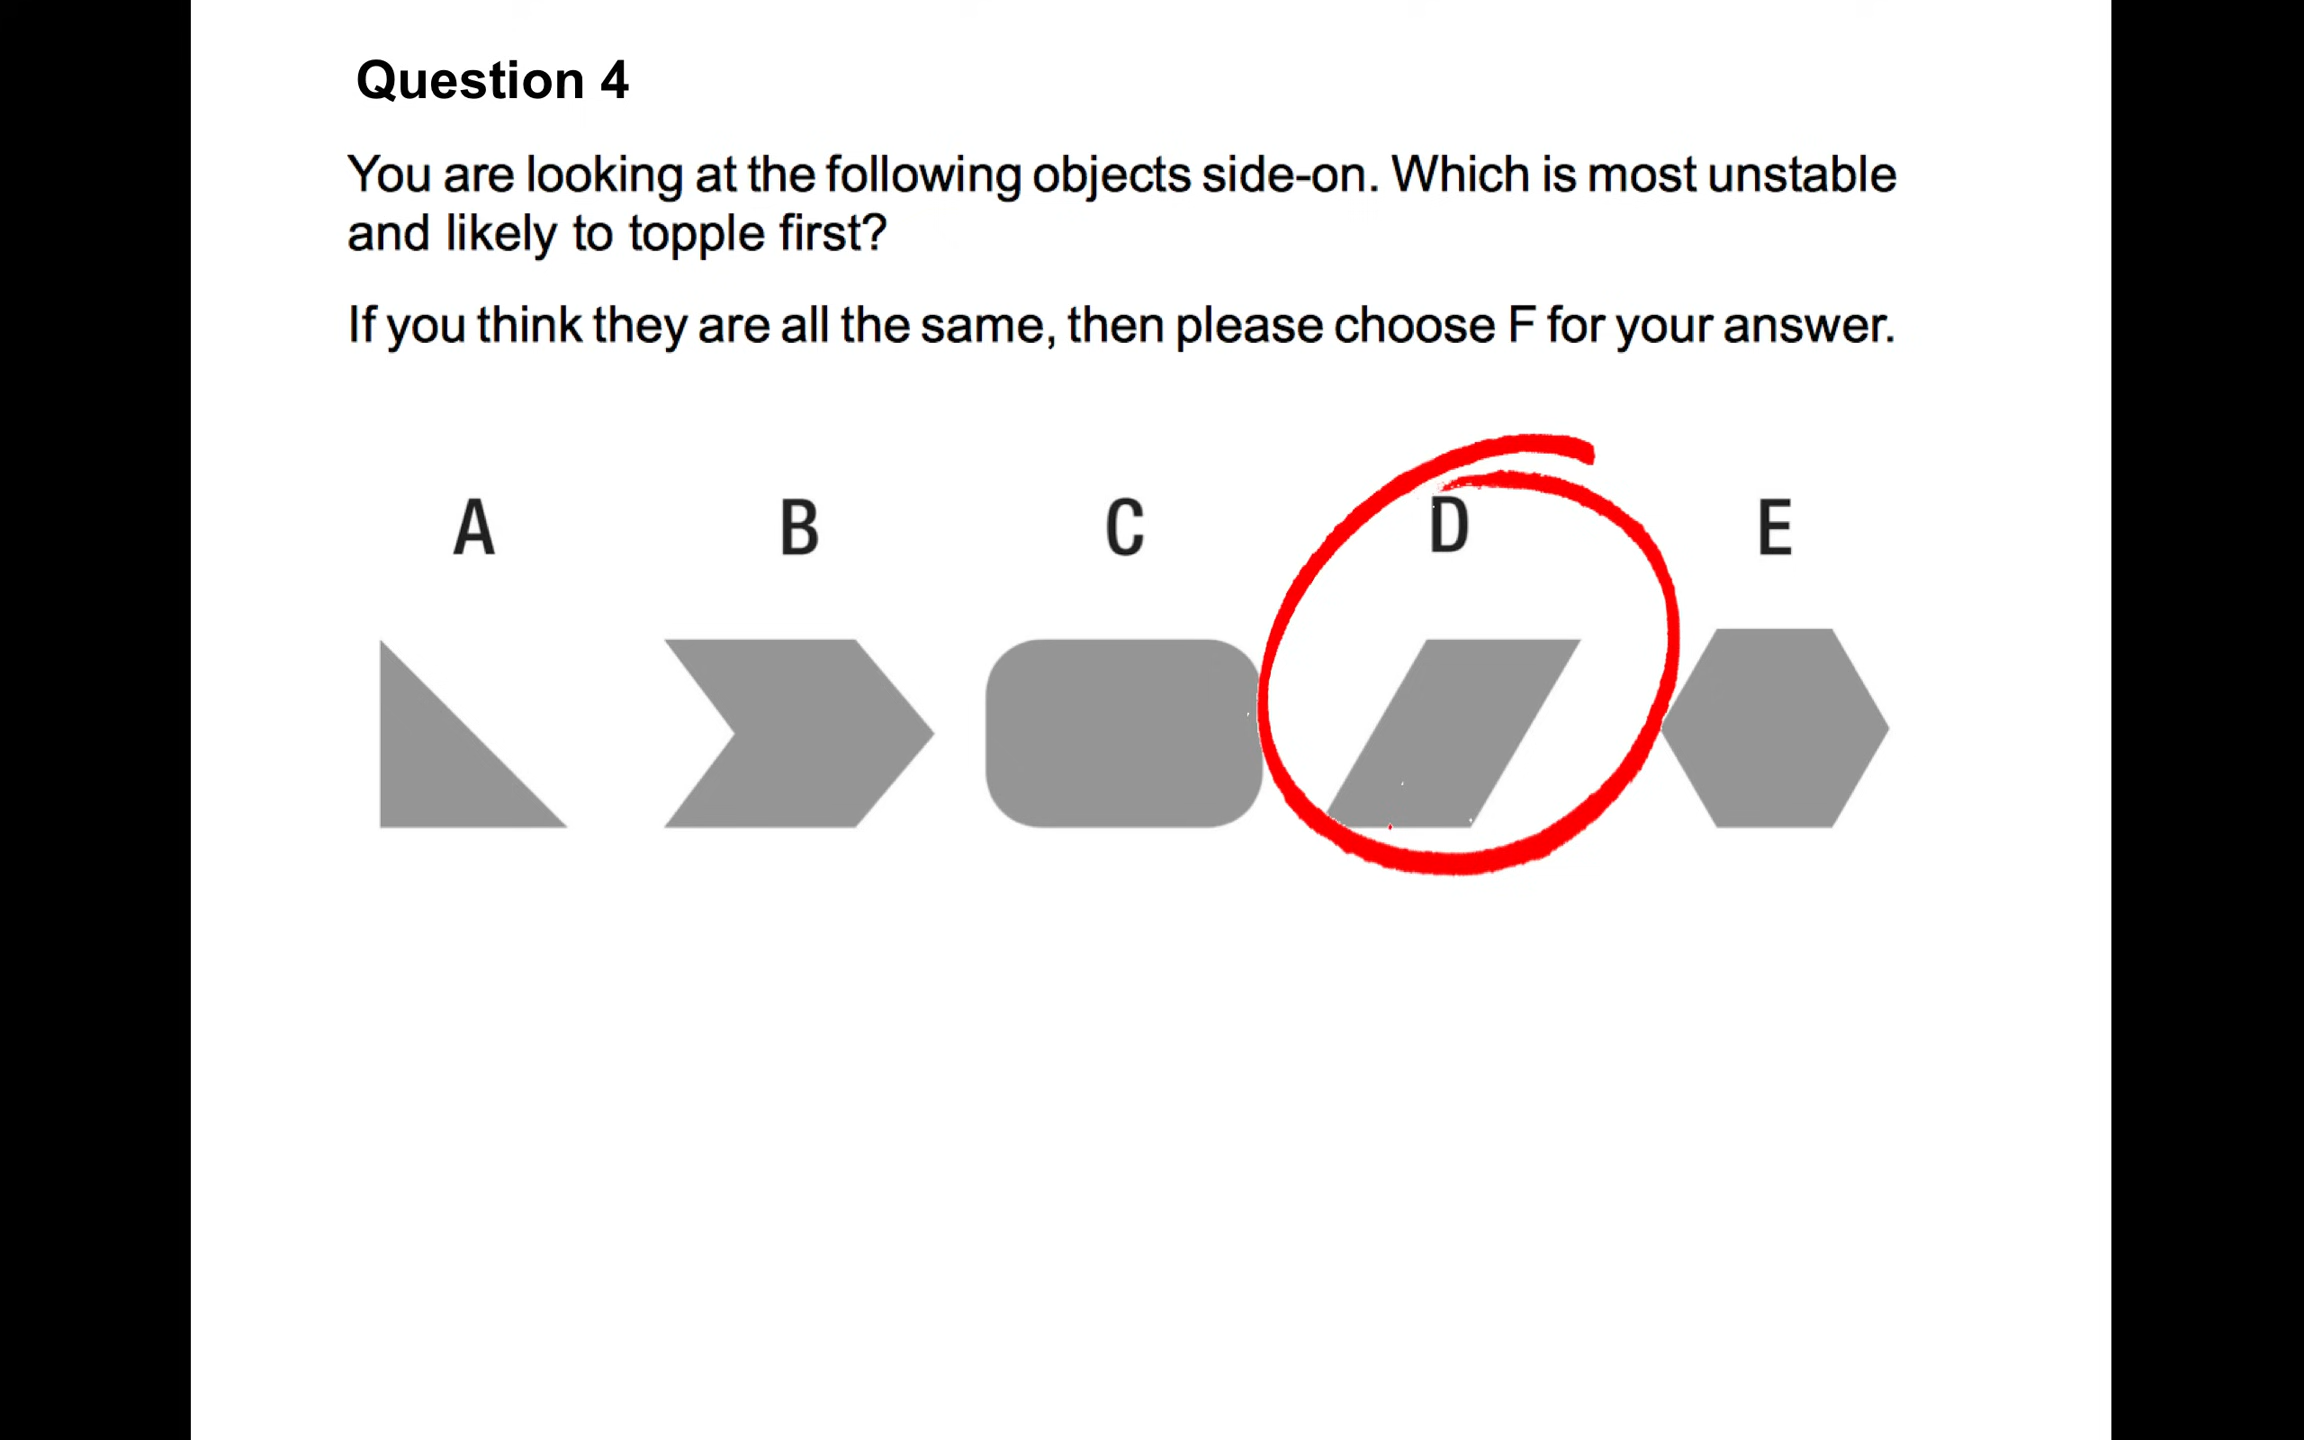 Question 4
You are looking at the following objects side-on. Which is most unstable
and likely to topple first?
If you think they are all the same, then please choose F for your answer.
A B C D E